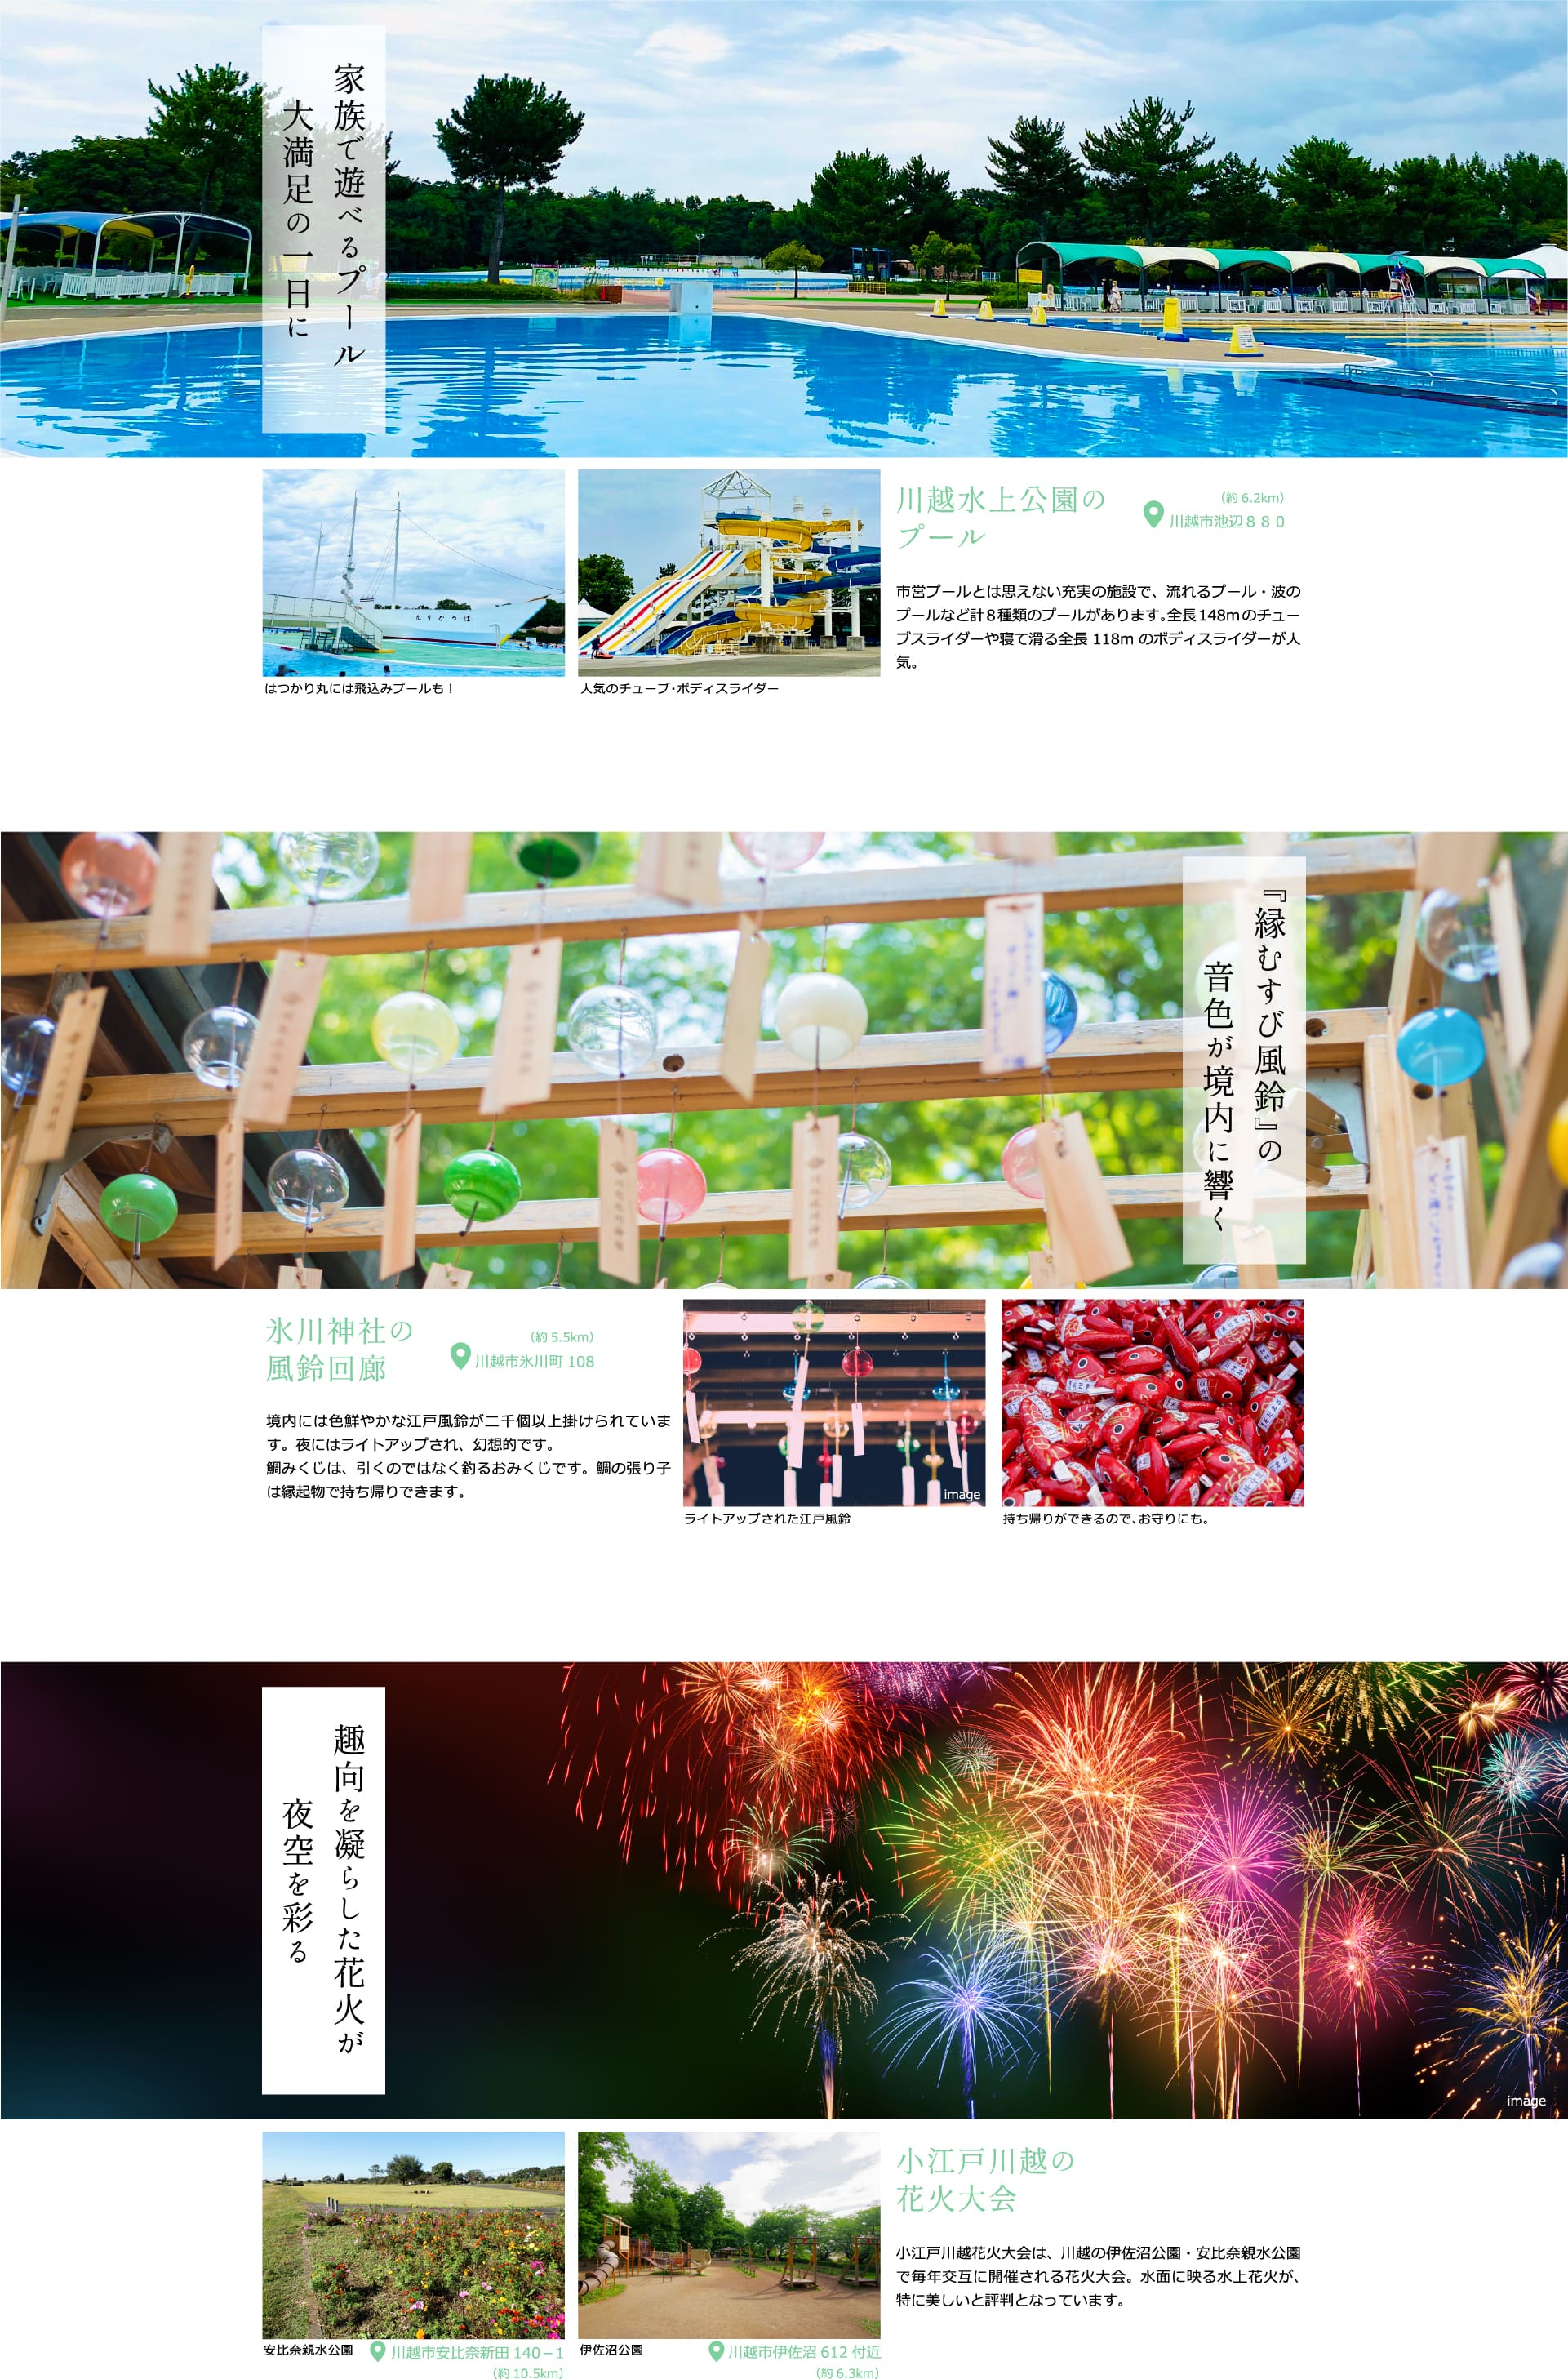 家族で遊べるプール
大満足の一日に
川越水上公園の
プール
（約 6.2km）
川越市池辺８８０
市営プールとは思えない充実の施設で、流れるプール・波の
プールなど計８種類のプールがあります。全長148mのチュー
ブスライダーや寝て滑る全長 118m のボディスライダーが人
気。
はつかり丸には飛込みプールも！
人気のチューブ・ボディスライダー
『縁むすび風鈴』の
音色が境内に響く
氷川神社の
風鈴回廊
（約 5.5km）
川越市氷川町 108
境内には色鮮やかな江戸風鈴が二千個以上掛けられていま
す。夜にはライトアップされ、幻想的です。
鯛みくじは、引くのではなく釣るおみくじです。鯛の張り子
は縁起物で持ち帰りできます。
image
ライトアップされた江戸風鈴
持ち帰りができるので、お守りにも。
趣向を凝らした花火が
夜空を彩る
image
小江戸川越の
花火大会
小江戸川越花火大会は、川越の伊佐沼公園・安比奈親水公園
で毎年交互に開催される花火大会。水面に映る水上花火が、
特に美しいと評判となっています。
安比奈親水公園
川越市安比奈新田 140－1
（約 10.5km）
伊佐沼公園
川越市伊佐沼 612 付近
（約 6.3km）